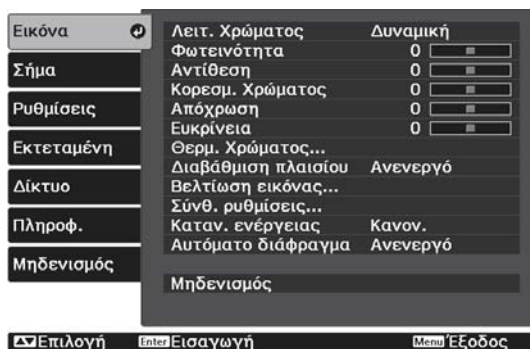 Εικόνα
Σήμα
Ρυθμίσεις
Εκτεταμένη
Δίκτυο
Πληροφ.
Μηδενισμός
Λειτ. Χρώματος Δυναμική
Φωτεινότητα 0
Αντίθεση 0
Κορεσμ. Χρώματος 0
Απόχρωση 0
Ευκρίνεια 0
Θερμ. Χρώματος...
Διαβάθμιση πλαισίου Ανενεργό
Βελτίωση εικόνας...
Σύνθ. ρυθμίσεις...
Καταν. ενέργειας Κανον.
Αυτόματο διάφραγμα Ανενεργό
Μηδενισμός
Επιλογή Enter Εισαγωγή Menu Έξοδος